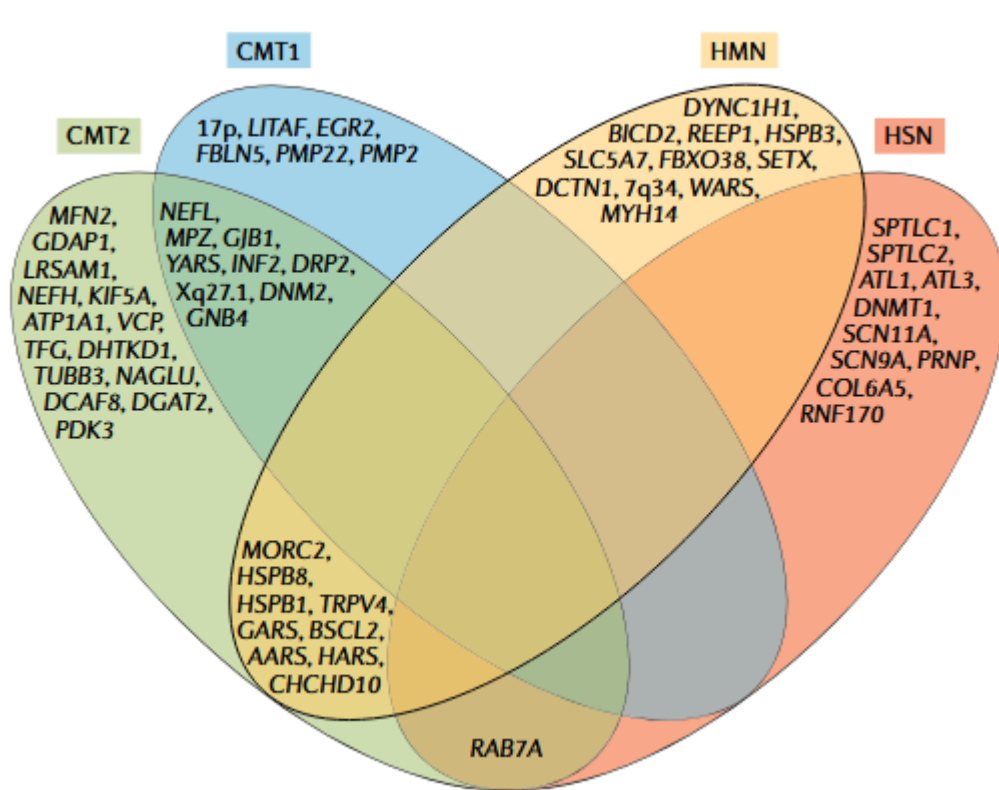 CMT1
HMN
CMT2
HSN
17p, LITAF, EGR2,
FBLN5, PMP22, PMP2
DYNC1H1,
BICD2, REEP1, HSPB3,
SLC5A7, FBXO38, SETX,
DCTN1, 7q34, WARS,
MYH14
MFN2,
GDAP1,
LRSAM1,
NEFH, KIF5A,
ATP1A1, VCP,
TFG, DHTKD1,
TUBB3, NAGLU,
DCAF8, DGAT2,
PDK3
NEFL,
MPZ, GJB1,
YARS, INF2, DRP2,
Xq27.1, DNM2,
GNB4
SPTLC1,
SPTLC2,
ATL1, ATL3,
DNMT1,
SCN11A,
SCN9A, PRNP,
COL6A5,
RNF170
MORC2,
HSPB8,
HSPB1, TRPV4,
GARS, BSCL2,
AARS, HARS,
CHCHD10
RAB7A